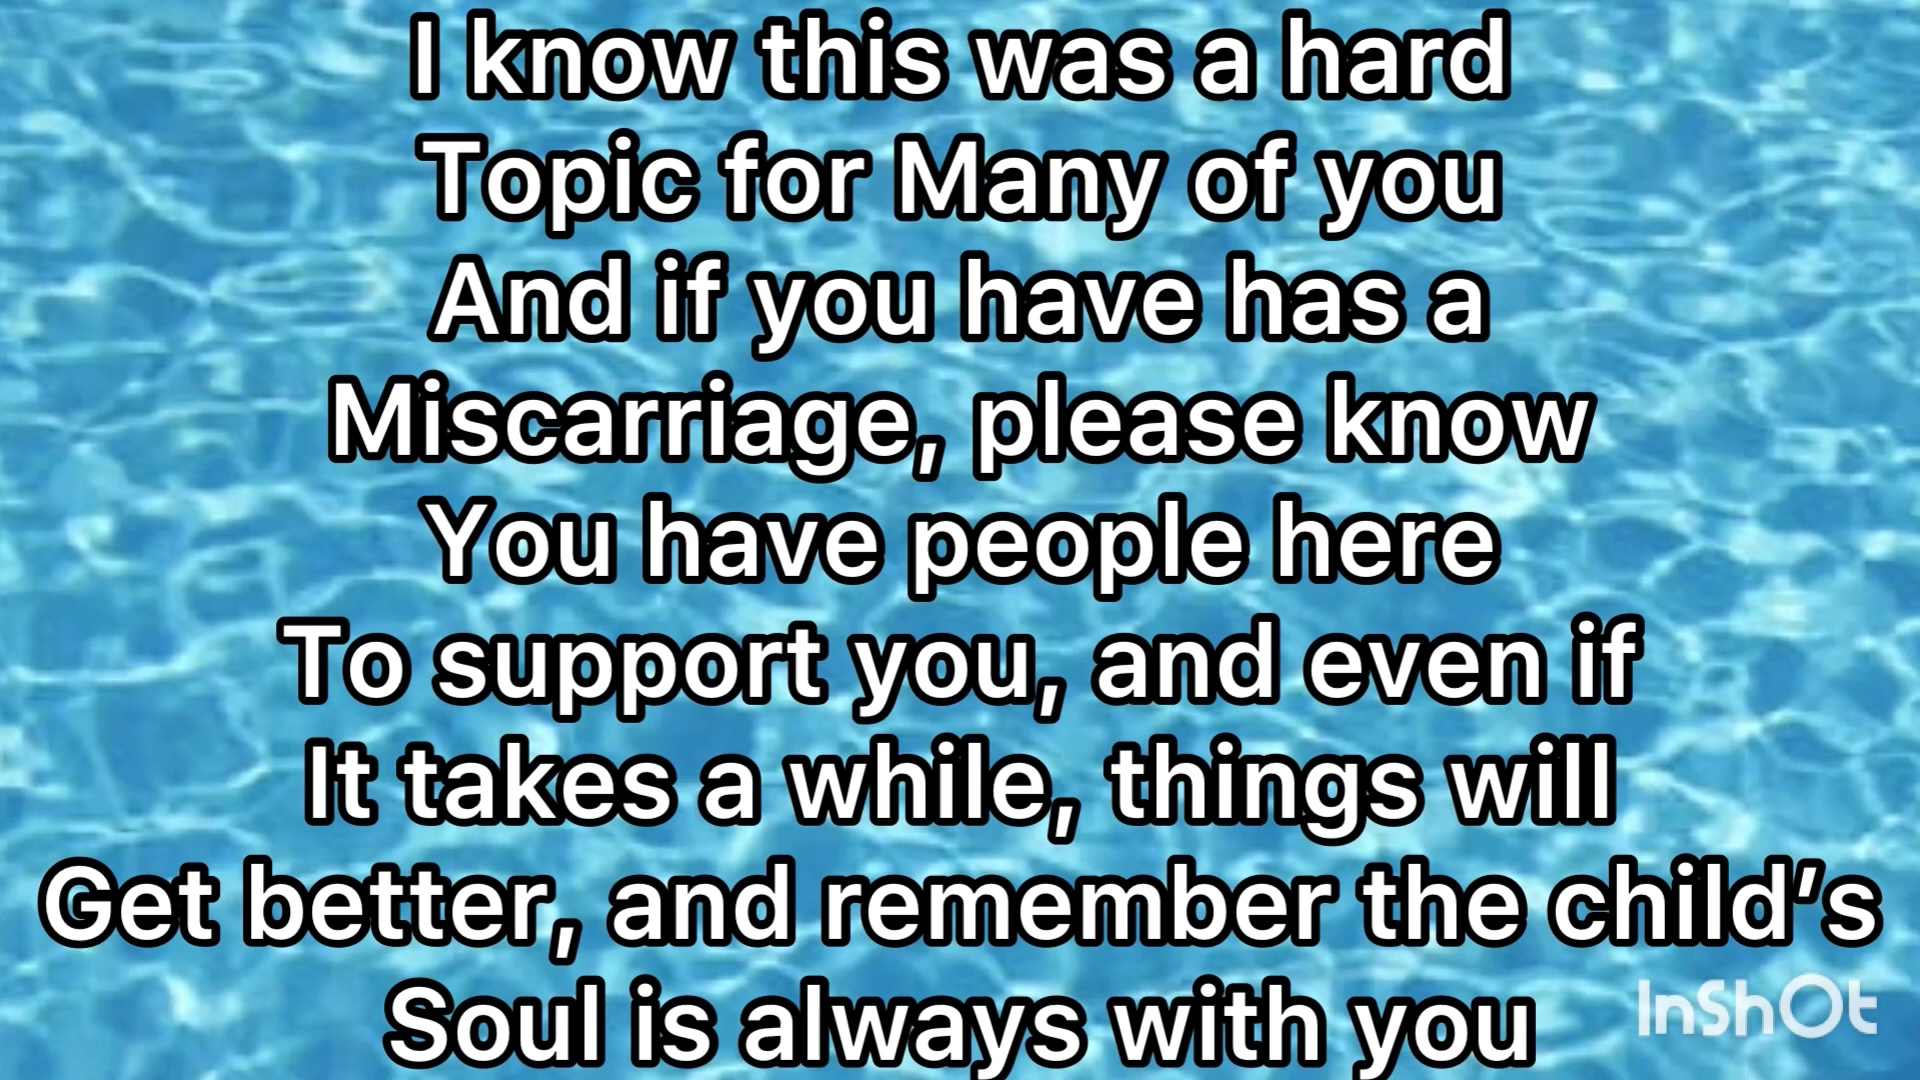 I know this was a hard
Topic for Many of you
And if you have has a
Miscarriage, please know
You have people here
To support you, and even if
It takes a while, things will
Get better, and remember the child’s
Soul is always with you
InShOt